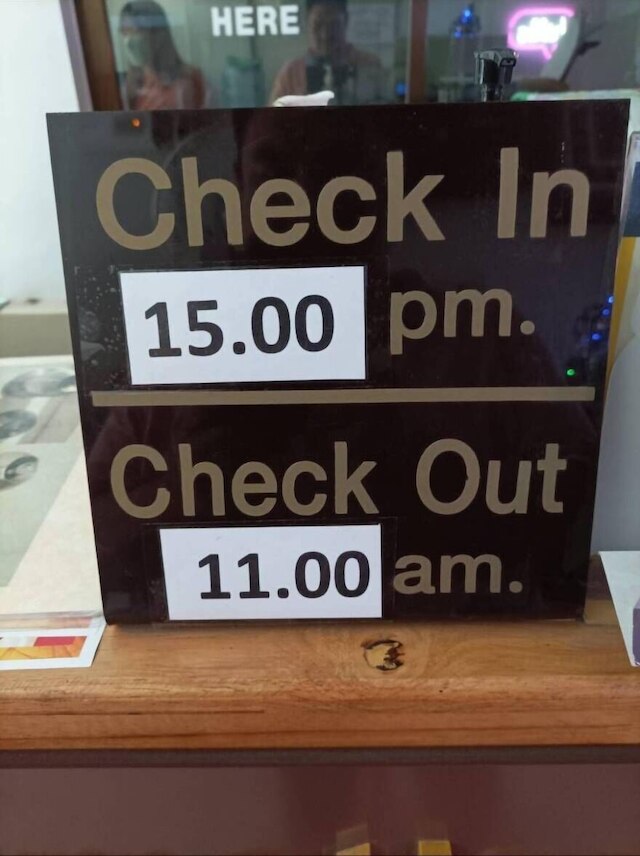 HERE
Check In
15.00 pm.
Check Out
11.00 am.